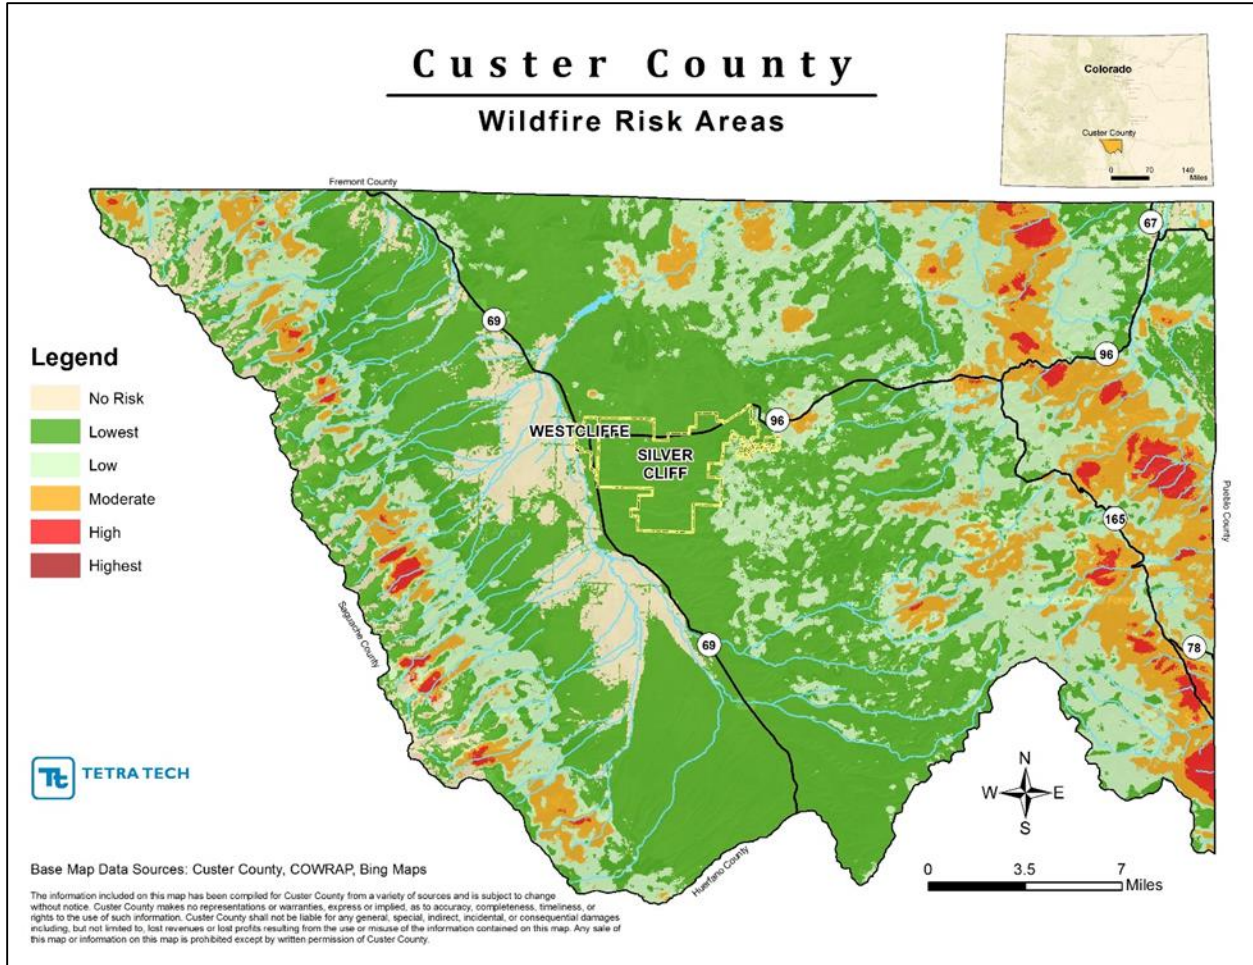 Custer County
Wildfire Risk Areas
Colorado
Custer County
0 70 140
Miles
Fremont County
67
69
96
Legend
No Risk
Lowest
Low
Moderate
High
Highest
WESTCLIFFE
96
SILVER
CLIFF
Pueblo County
165
Saguache County
69
78
TETRA TECH
N
W E
S
Huerfano County
0 3.5 7
Miles
Base Map Data Sources: Custer County, COWRAP, Bing Maps
The information included on this map has been compiled for Custer County from a variety of sources and is subject to change
without notice. Custer County makes no representations or warranties, express or implied, as to accuracy, completeness, timeliness, or
rights to the use of such information. Custer County shall not be liable for any general, special, indirect, incidental, or consequential damages
including, but not limited to, lost revenues or lost profits resulting from the use or misuse of the information contained on this map. Any sale of
this map or information on this map is prohibited except by written permission of Custer County.